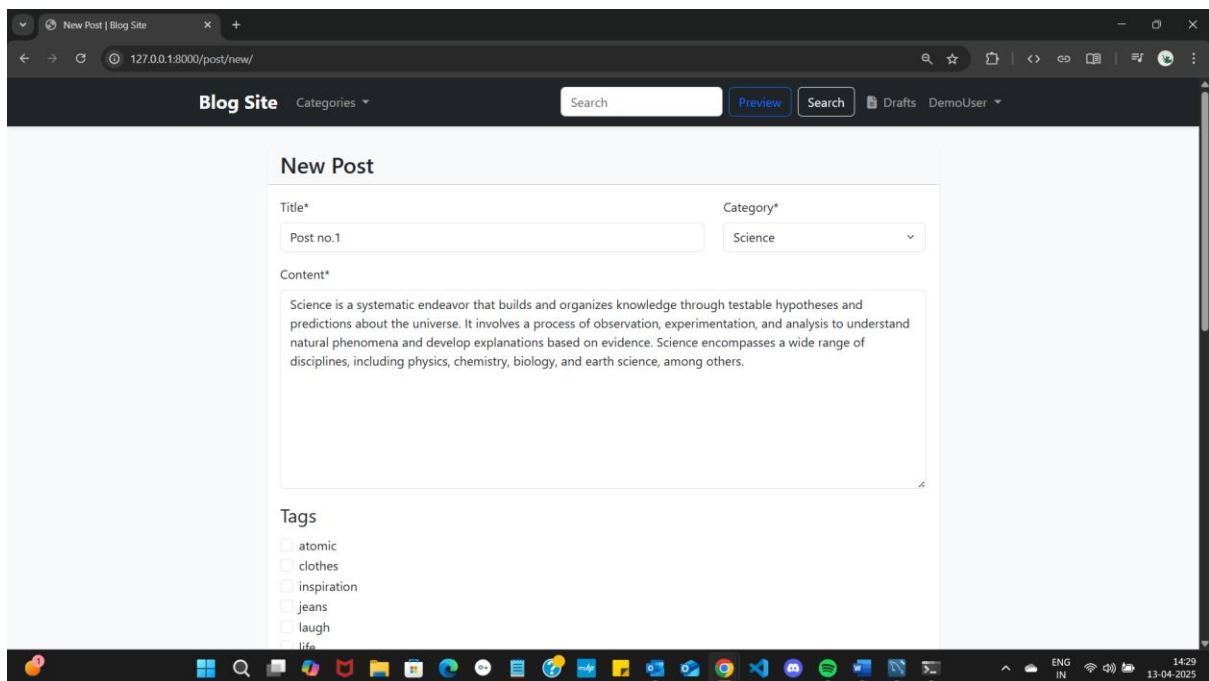 New Post | Blog Site
127.0.0.1:8000/post/new/
Blog Site Categories Search Preview Search Drafts DemoUser
New Post
Title* Category*
Post no.1 Science
Content*
Science is a systematic endeavor that builds and organizes knowledge through testable hypotheses and
predictions about the universe. It involves a process of observation, experimentation, and analysis to understand
natural phenomena and develop explanations based on evidence. Science encompasses a wide range of
disciplines, including physics, chemistry, biology, and earth science, among others.
Tags
atomic
clothes
inspiration
jeans
laugh
life
1
ENG 14:29
IN 13-04-2025